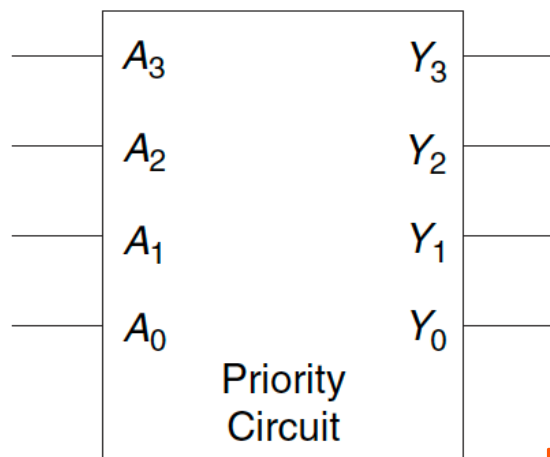 A₃ Y₃
A₂ Y₂
A₁ Y₁
A₀ Y₀
Priority
Circuit